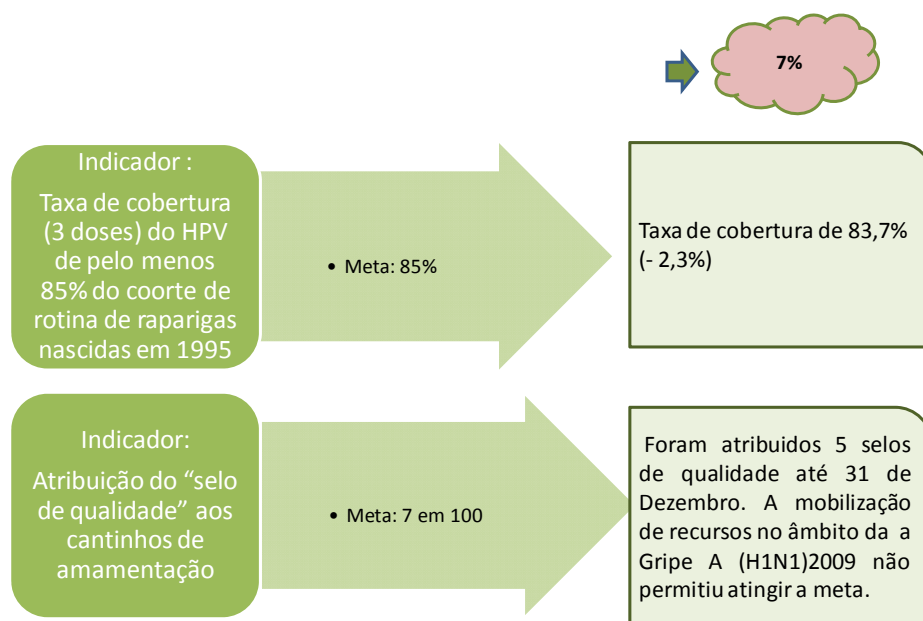 7%
Indicador :
Taxa de cobertura
(3 doses) do HPV
de pelo menos
85% do coorte de
rotina de raparigas
nascidas em 1995
• Meta: 85%
Taxa de cobertura de 83,7%
(- 2,3%)
Indicador:
Atribuição do “selo
de qualidade” aos
cantinhos de
amamentação
• Meta: 7 em 100
Foram atribuidos 5 selos
de qualidade até 31 de
Dezembro. A mobilização
de recursos no âmbito da a
Gripe A (H1N1)2009 não
permitiu atingir a meta.